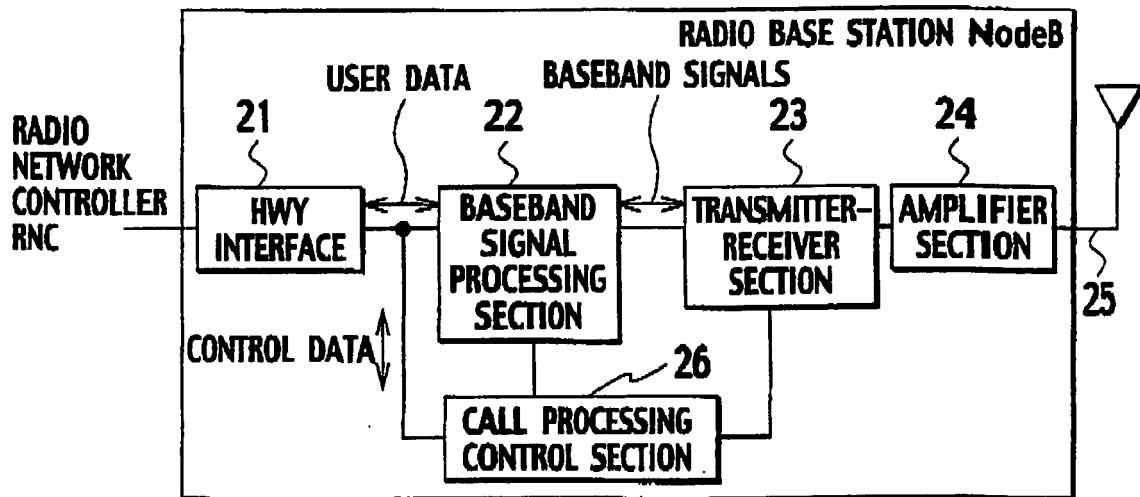 RADIO BASE STATION NodeB
USER DATA
BASEBAND SIGNALS
21
22
23
24
RADIO
NETWORK
CONTROLLER
RNC
HWY
INTERFACE
BASEBAND
SIGNAL
PROCESSING
SECTION
TRANSMITTER-
RECEIVER
SECTION
AMPLIFIER
SECTION
25
CONTROL DATA
26
CALL PROCESSING
CONTROL SECTION